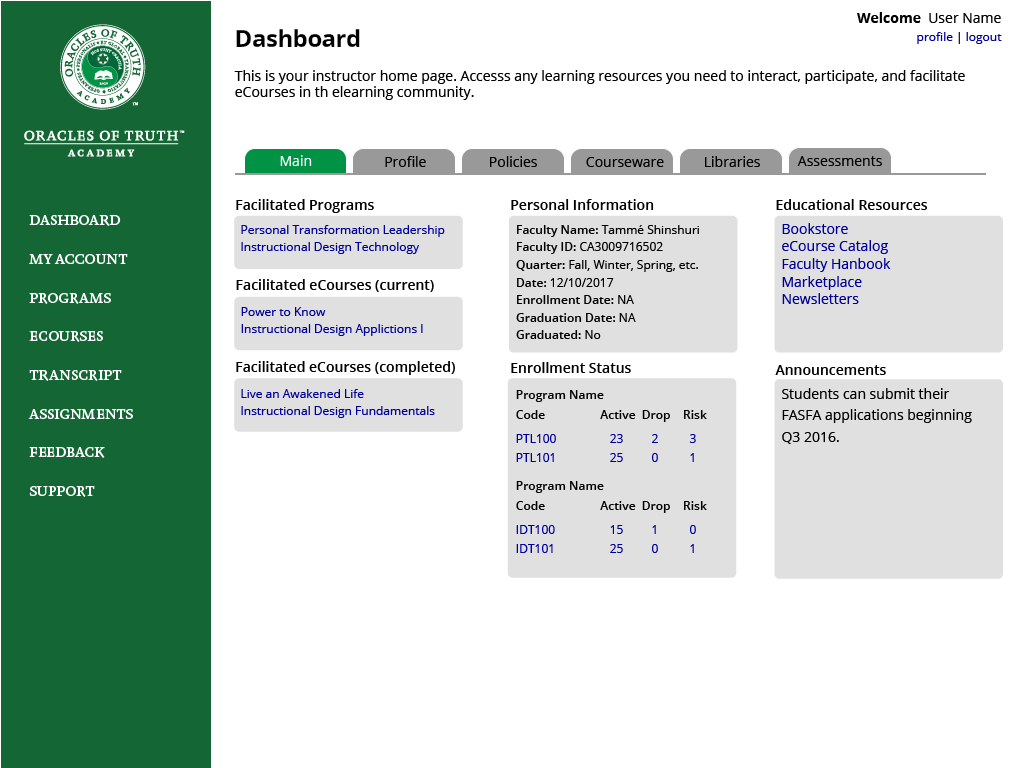 ORACLES OF TRUTH
ACADEMY
™
ORACLES OF TRUTH™
ACADEMY
DASHBOARD
MY ACCOUNT
PROGRAMS
ECOURSES
TRANSCRIPT
ASSIGNMENTS
FEEDBACK
SUPPORT
Welcome User Name
profile | logout
Dashboard
This is your instructor home page. Accesss any learning resources you need to interact, participate, and facilitate
eCourses in th elearning community.
Main Profile Policies Courseware Libraries Assessments
Facilitated Programs
Personal Transformation Leadership
Instructional Design Technology
Facilitated eCourses (current)
Power to Know
Instructional Design Applictions I
Facilitated eCourses (completed)
Live an Awakened Life
Instructional Design Fundamentals
Personal Information
Faculty Name: Tammé Shinshuri
Faculty ID: CA3009716502
Quarter: Fall, Winter, Spring, etc.
Date: 12/10/2017
Enrollment Date: NA
Graduation Date: NA
Graduated: No
Enrollment Status
Program Name
Code Active Drop Risk
PTL100 23 2 3
PTL101 25 0 1
Program Name
Code Active Drop Risk
IDT100 15 1 0
IDT101 25 0 1
Educational Resources
Bookstore
eCourse Catalog
Faculty Hanbook
Marketplace
Newsletters
Announcements
Students can submit their
FASFA applications beginning
Q3 2016.